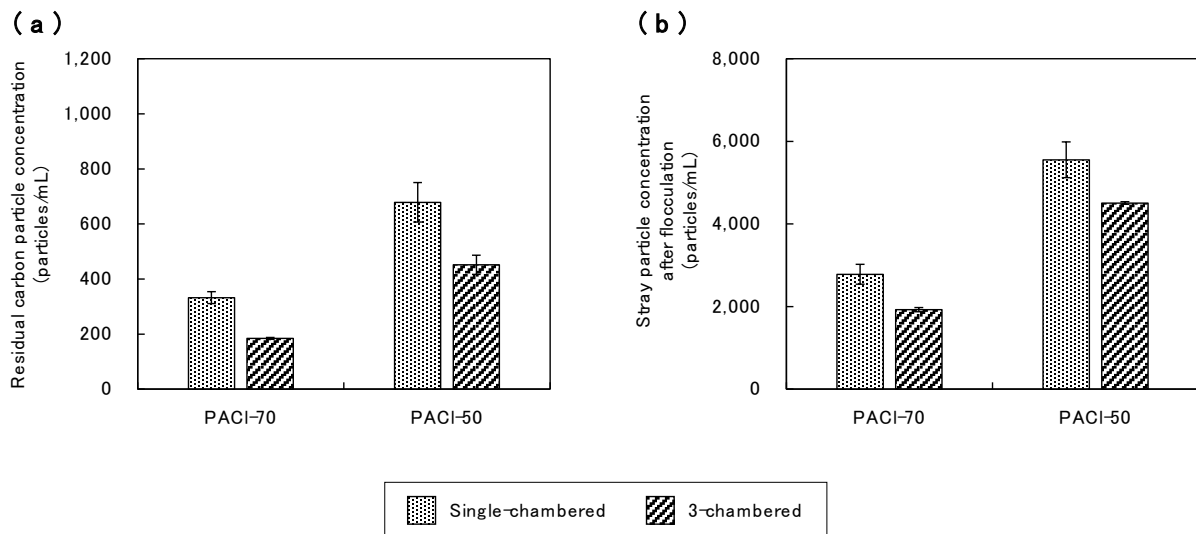 (a)
Residual carbon particle concentration
(particles/mL)
1,200
1,000
800
600
400
200
0
PACl-70
PACl-50
(b)
Stray particle concentration
after flocculation
(particles/mL)
8,000
6,000
4,000
2,000
0
PACl-70
PACl-50
Single-chambered
3-chambered